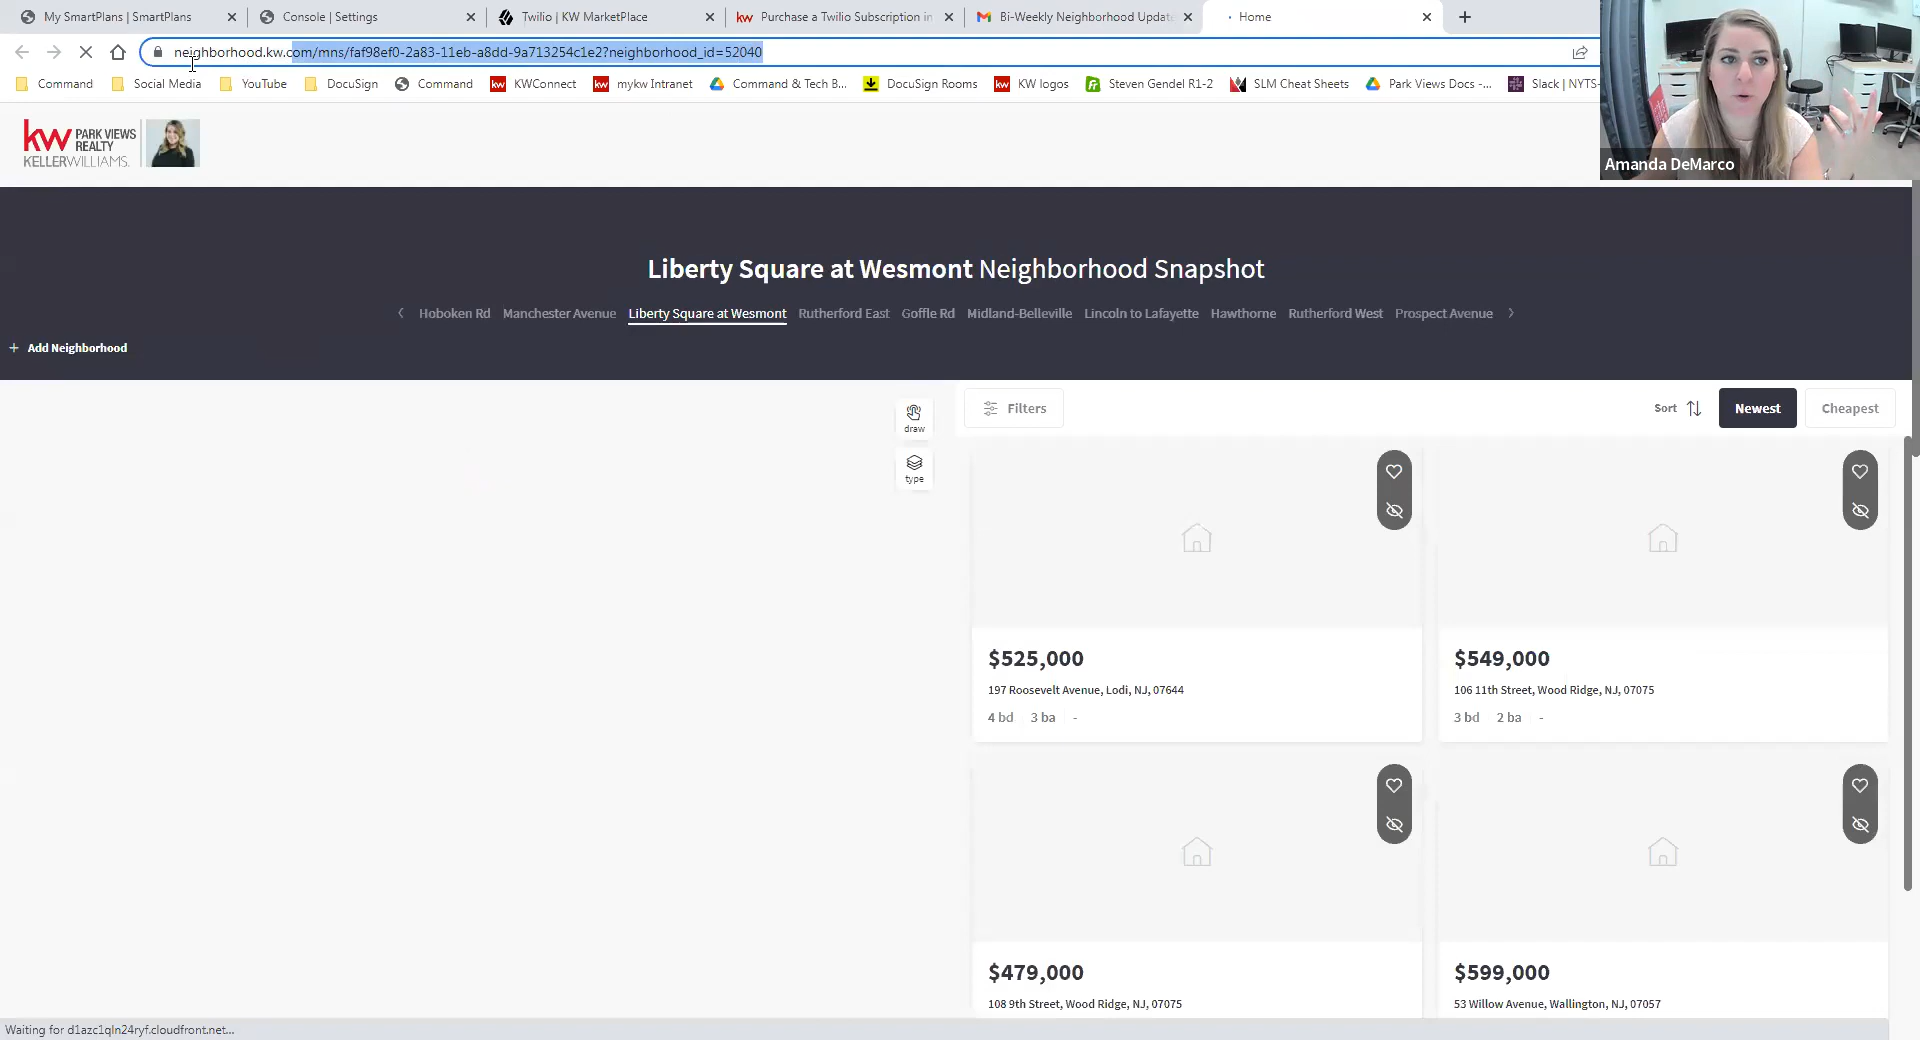 My SmartPlans | SmartPlans
Console | Settings
Twilio | KW MarketPlace
kw Purchase a Twilio Subscription in
Bi-Weekly Neighborhood Update
Home
neighborhood.kw.com/mns/faf98ef0-2a83-11eb-a8dd-9a713254c1e2?neighborhood_id=52040
Command
Social Media
YouTube
DocuSign
Command
kw KWConnect
kw mykw Intranet
Command & Tech B...
DocuSign Rooms
kw KW logos
Steven Gendel R1-2
SLM Cheat Sheets
Park Views Docs -...
Slack | NYTS-
Amanda DeMarco
kw PARK VIEWS
REALTY
KELLERWILLIAMS.
Liberty Square at Wesmont Neighborhood Snapshot
Hoboken Rd Manchester Avenue Liberty Square at Wesmont Rutherford East Goffle Rd Midland-Belleville Lincoln to Lafayette Hawthorne Rutherford West Prospect Avenue
+ Add Neighborhood
draw
type
Filters
Sort
Newest
Cheapest
$525,000
197 Roosevelt Avenue, Lodi, NJ, 07644
4 bd 3 ba -
$549,000
106 11th Street, Wood Ridge, NJ, 07075
3 bd 2 ba -
$479,000
108 9th Street, Wood Ridge, NJ, 07075
$599,000
53 Willow Avenue, Wallington, NJ, 07057
Waiting for d1azc1qln24ryf.cloudfront.net...